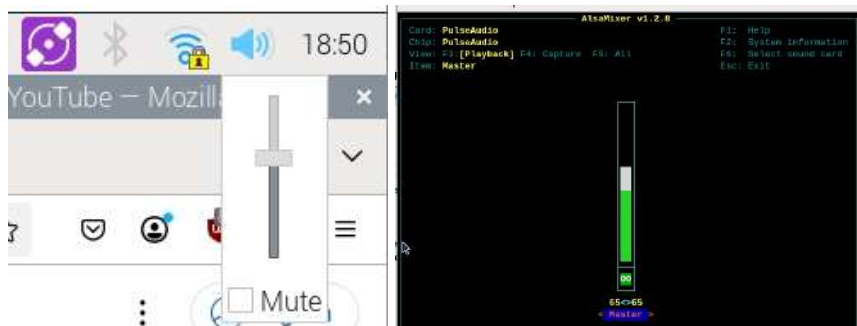 18:50
YouTube — Mozill
Mute
AlsaMixer v1.2.8
Card: PulseAudio
Chip: PulseAudio
View: F3:[Playback] F4: Capture F5: All
Item: Master
F1: Help
F2: System information
F6: Select sound card
Esc: Exit
OO
65<>65
< Master >